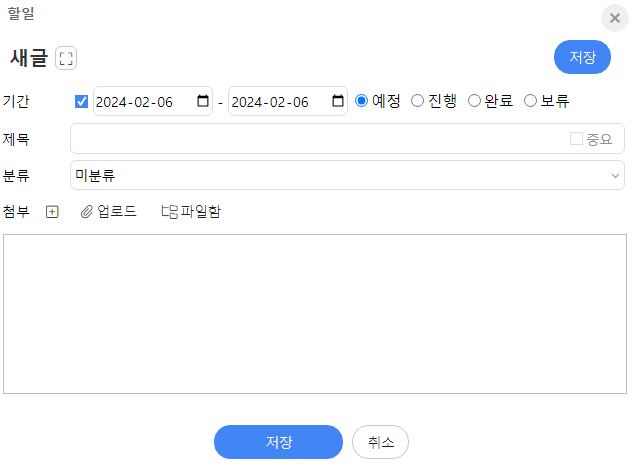 할일
새글 저장
기간 2024-02-06 - 2024-02-06 예정 진행 완료 보류
제목 중요
분류 미분류
첨부 업로드 파일함
저장 취소